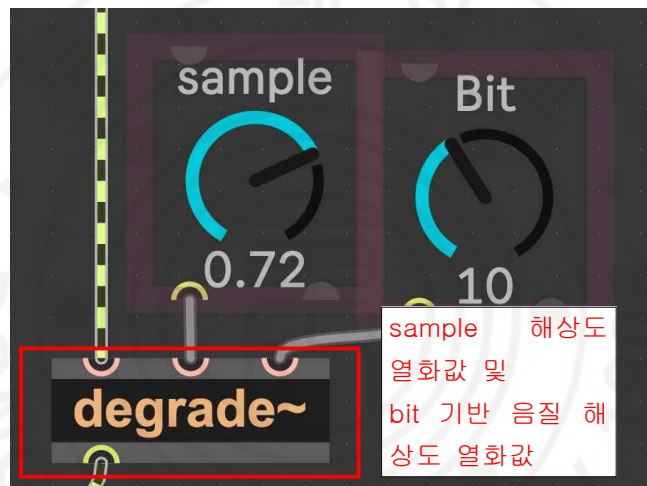 sample
Bit
0.72
10
degrade~
sample 해상도
열화값 및
bit 기반 음질 해
상도 열화값